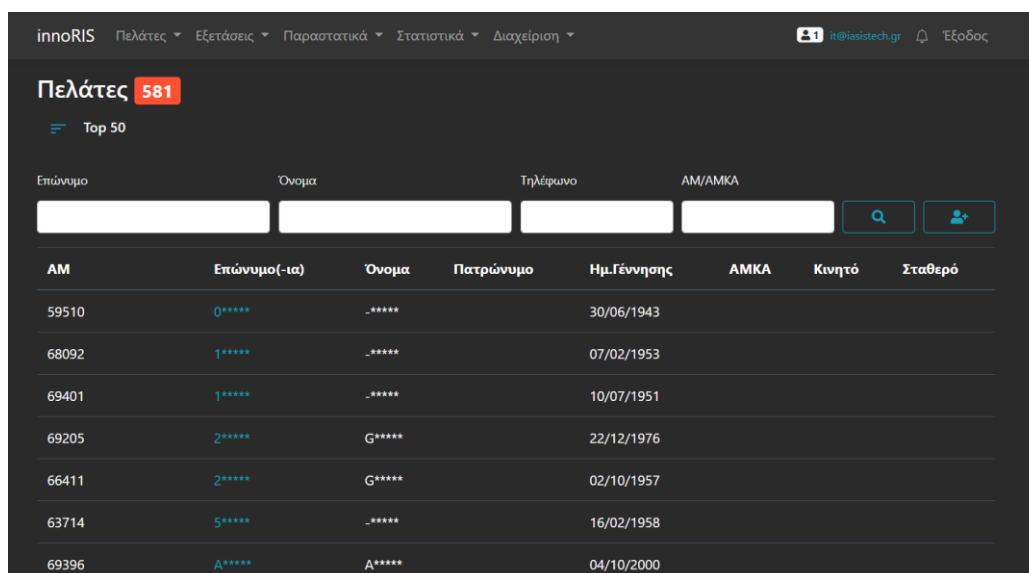 innoRIS Πελάτες Εξετάσεις Παραστατικά Στατιστικά Διαχείριση 1 it@iasistech.gr Έξοδος
Πελάτες 581
Top 50
Επώνυμο Όνομα Τηλέφωνο ΑΜ/ΑΜΚΑ
ΑΜ Επώνυμο(-ια) Όνομα Πατρώνυμο Ημ.Γέννησης ΑΜΚΑ Κινητό Σταθερό
59510 0***** -***** 30/06/1943
68092 1***** -***** 07/02/1953
69401 1***** -***** 10/07/1951
69205 2***** G***** 22/12/1976
66411 2***** G***** 02/10/1957
63714 5***** -***** 16/02/1958
69396 A***** A***** 04/10/2000